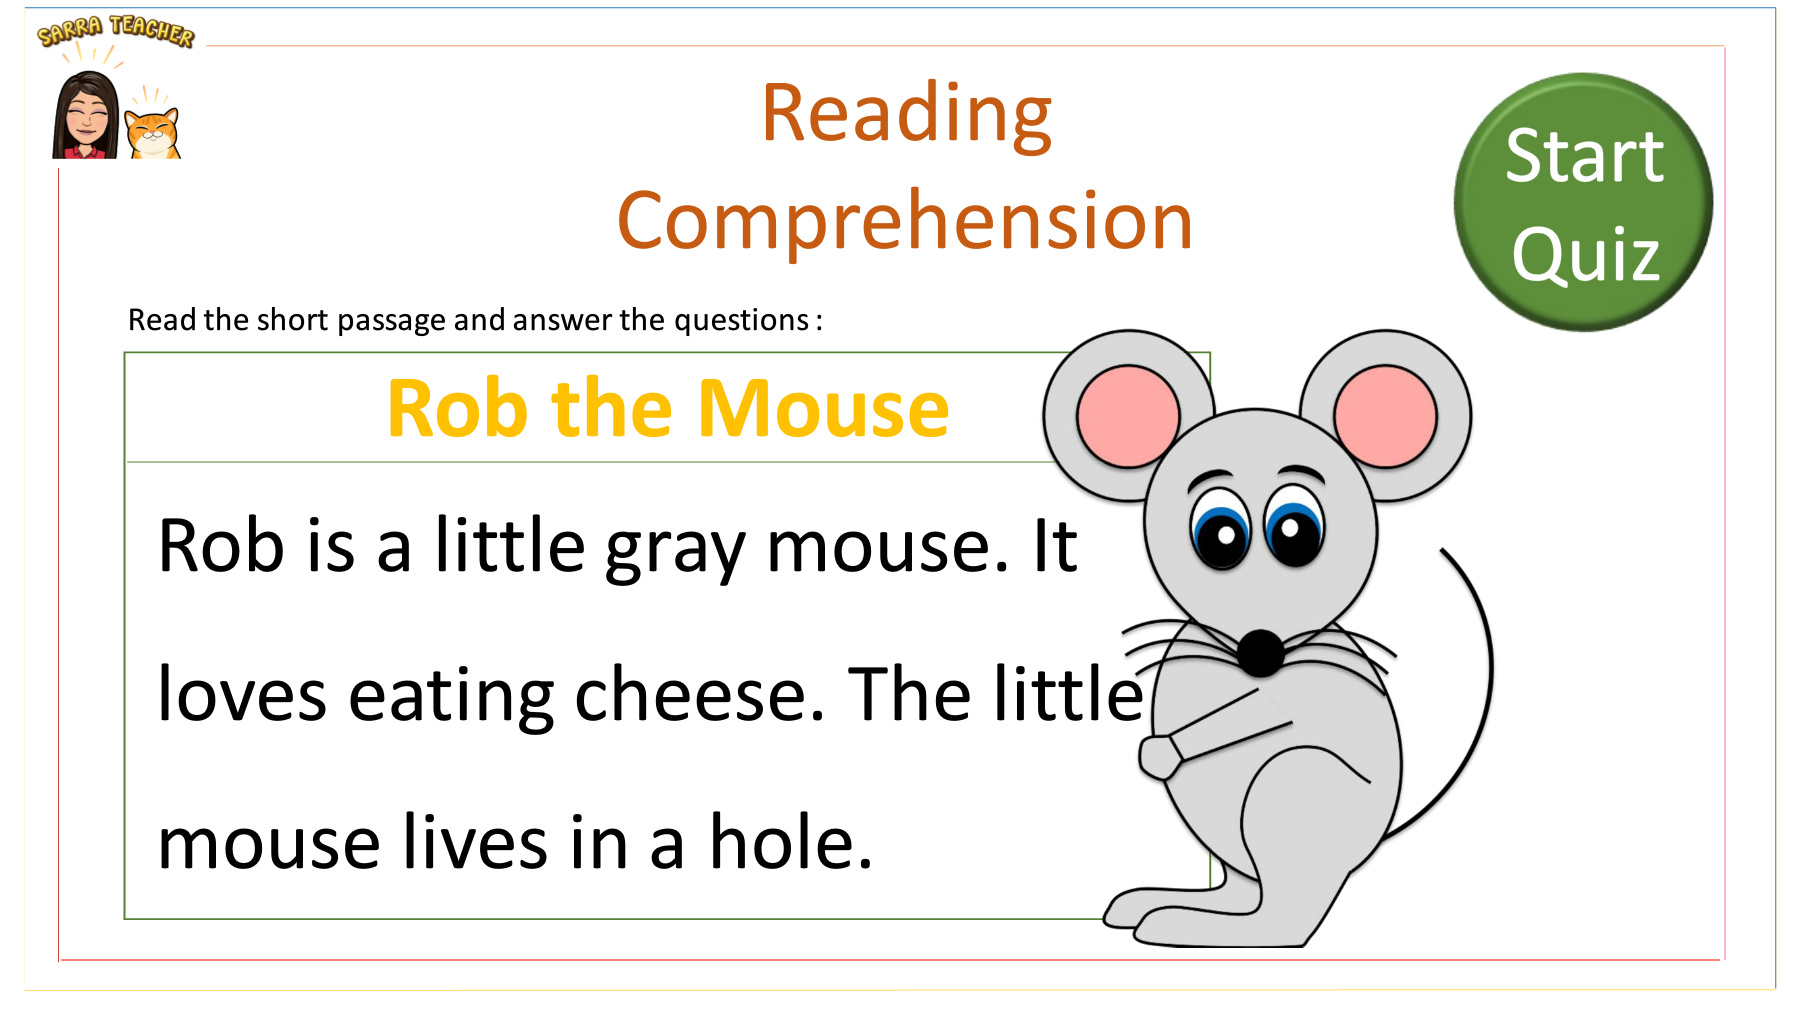 SARRA TEACHER
Reading
Comprehension
Start
Quiz
Read the short passage and answer the questions :
Rob the Mouse
Rob is a little gray mouse. It
loves eating cheese. The little
mouse lives in a hole.